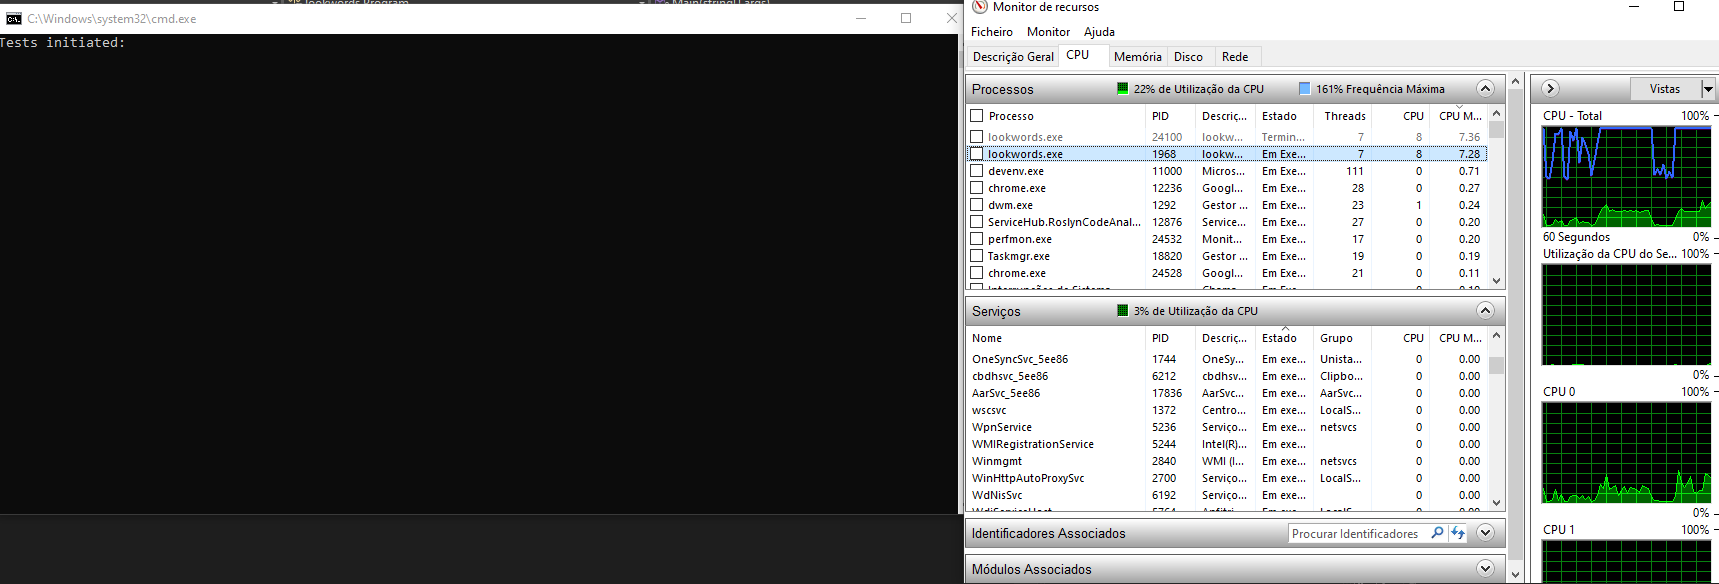 lookwords.Program
Main(string[] args)
C:\Windows\system32\cmd.exe
Tests initiated:
Monitor de recursos
Ficheiro Monitor Ajuda
Descrição Geral CPU Memória Disco Rede
Processos 22% de Utilização da CPU 161% Frequência Máxima
Processo PID Descriç... Estado Threads CPU CPU M...
lookwords.exe 24100 lookw... Termin... 7 8 7.36
lookwords.exe 1968 lookw... Em Exe... 7 8 7.28
devenv.exe 11000 Micros... Em Exe... 111 0 0.71
chrome.exe 12236 Googl... Em Exe... 28 0 0.27
dwm.exe 1292 Gestor ... Em Exe... 23 1 0.24
ServiceHub.RoslynCodeAnal... 12876 Service... Em Exe... 27 0 0.20
perfmon.exe 24532 Monit... Em Exe... 17 0 0.20
Taskmgr.exe 18820 Gestor ... Em Exe... 19 0 0.19
chrome.exe 24528 Googl... Em Exe... 21 0 0.11
Serviços 3% de Utilização da CPU
Nome PID Descriç... Estado Grupo CPU CPU M...
OneSyncSvc_5ee86 1744 OneSy... Em exe... Unista... 0 0.00
cbdhsvc_5ee86 6212 cbdhsv... Em exe... Clipbo... 0 0.00
AarSvc_5ee86 17836 AarSvc... Em exe... AarSvc... 0 0.00
wscsvc 1372 Centro... Em exe... LocalS... 0 0.00
WpnService 5236 Serviço... Em exe... netsvcs 0 0.00
WMIRegistrationService 5244 Intel(R)... Em exe... 0 0.00
Winmgmt 2840 WMI (I... Em exe... netsvcs 0 0.00
WinHttpAutoProxySvc 2700 Serviço... Em exe... LocalS... 0 0.00
WdNisSvc 6192 Serviço... Em exe... 0 0.00
Identificadores Associados Procurar Identificadores
Módulos Associados
Vistas
CPU - Total 100%
60 Segundos 0%
Utilização da CPU do Se... 100%
0%
CPU 0 100%
0%
CPU 1 100%